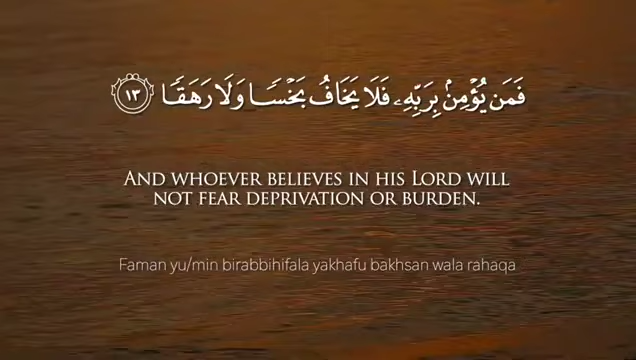 فَمَن يُؤْمِنۢ بِرَبِّهِۦ فَلَا يَخَافُ بَخْسًا وَلَا رَهَقًا ١٣
AND WHOEVER BELIEVES IN HIS LORD WILL
NOT FEAR DEPRIVATION OR BURDEN.
Faman yu/min birabbihifala yakhafu bakhsan wala rahaqa